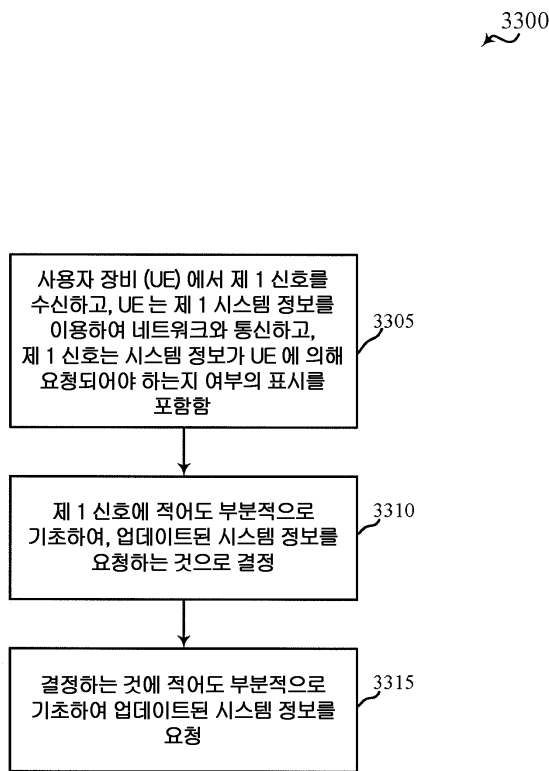 3300
사용자 장비 (UE) 에서 제 1 신호를
수신하고, UE 는 제 1 시스템 정보를
이용하여 네트워크와 통신하고,
제 1 신호는 시스템 정보가 UE 에 의해
요청되어야 하는지 여부의 표시를
포함함
3305
제 1 신호에 적어도 부분적으로
기초하여, 업데이트된 시스템 정보를
요청하는 것으로 결정
3310
결정하는 것에 적어도 부분적으로
기초하여 업데이트된 시스템 정보를
요청
3315